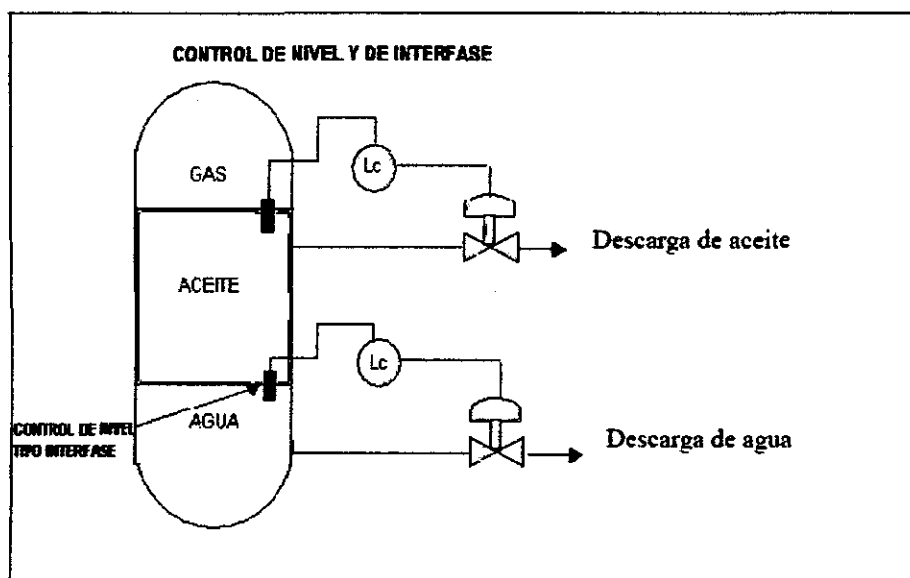 CONTROL DE NIVEL Y DE INTERFASE
GAS
Lc
Descarga de aceite
ACEITE
Lc
CONTROL DE NIVEL
TIPO INTERFASE
AGUA
Descarga de agua